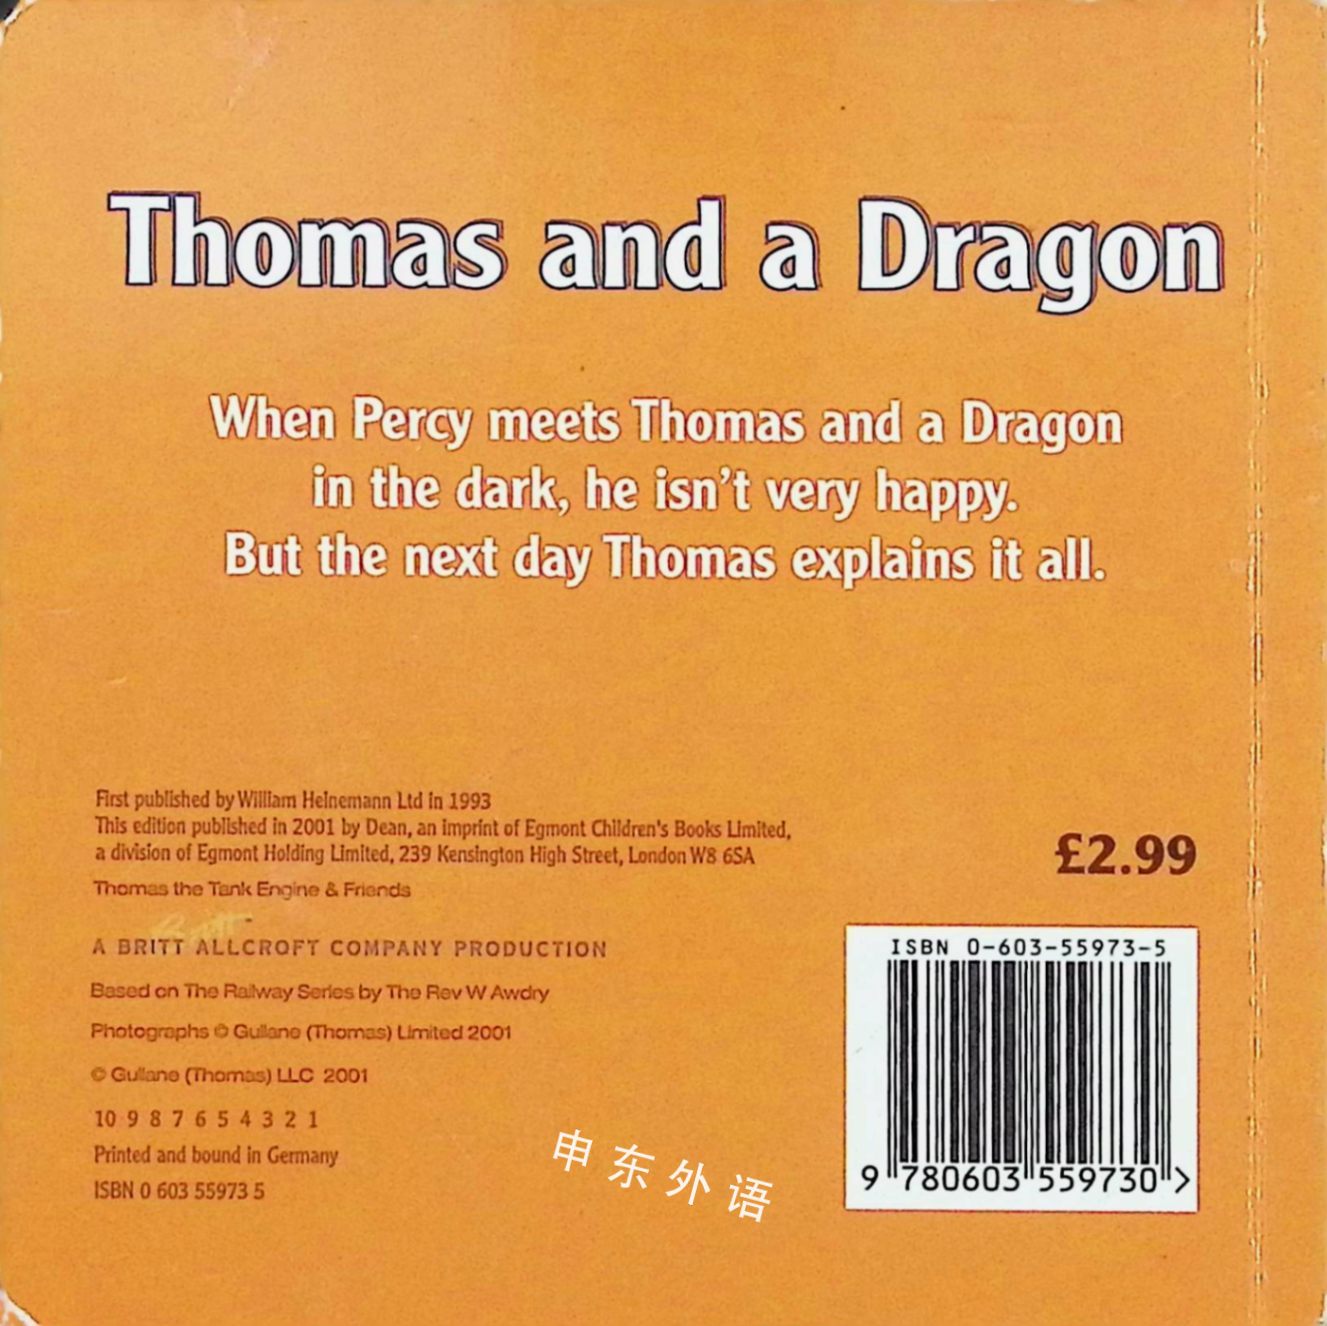 Thomas and a Dragon
When Percy meets Thomas and a Dragon
in the dark, he isn't very happy.
But the next day Thomas explains it all.
First published by William Heinemann Ltd in 1993
This edition published in 2001 by Dean, an imprint of Egmont Children's Books Limited,
a division of Egmont Holding Limited, 239 Kensington High Street, London W8 6SA
Thomas the Tank Engine & Friends
Britt
A BRITT ALLCROFT COMPANY PRODUCTION
Based on The Railway Series by The Rev W Awdry
Photographs © Gullane (Thomas) Limited 2001
© Gullane (Thomas) LLC 2001
10 9 8 7 6 5 4 3 2 1
Printed and bound in Germany
ISBN 0 603 55973 5
£2.99
ISBN 0-603-55973-5
9 780603 559730 >
申东外语